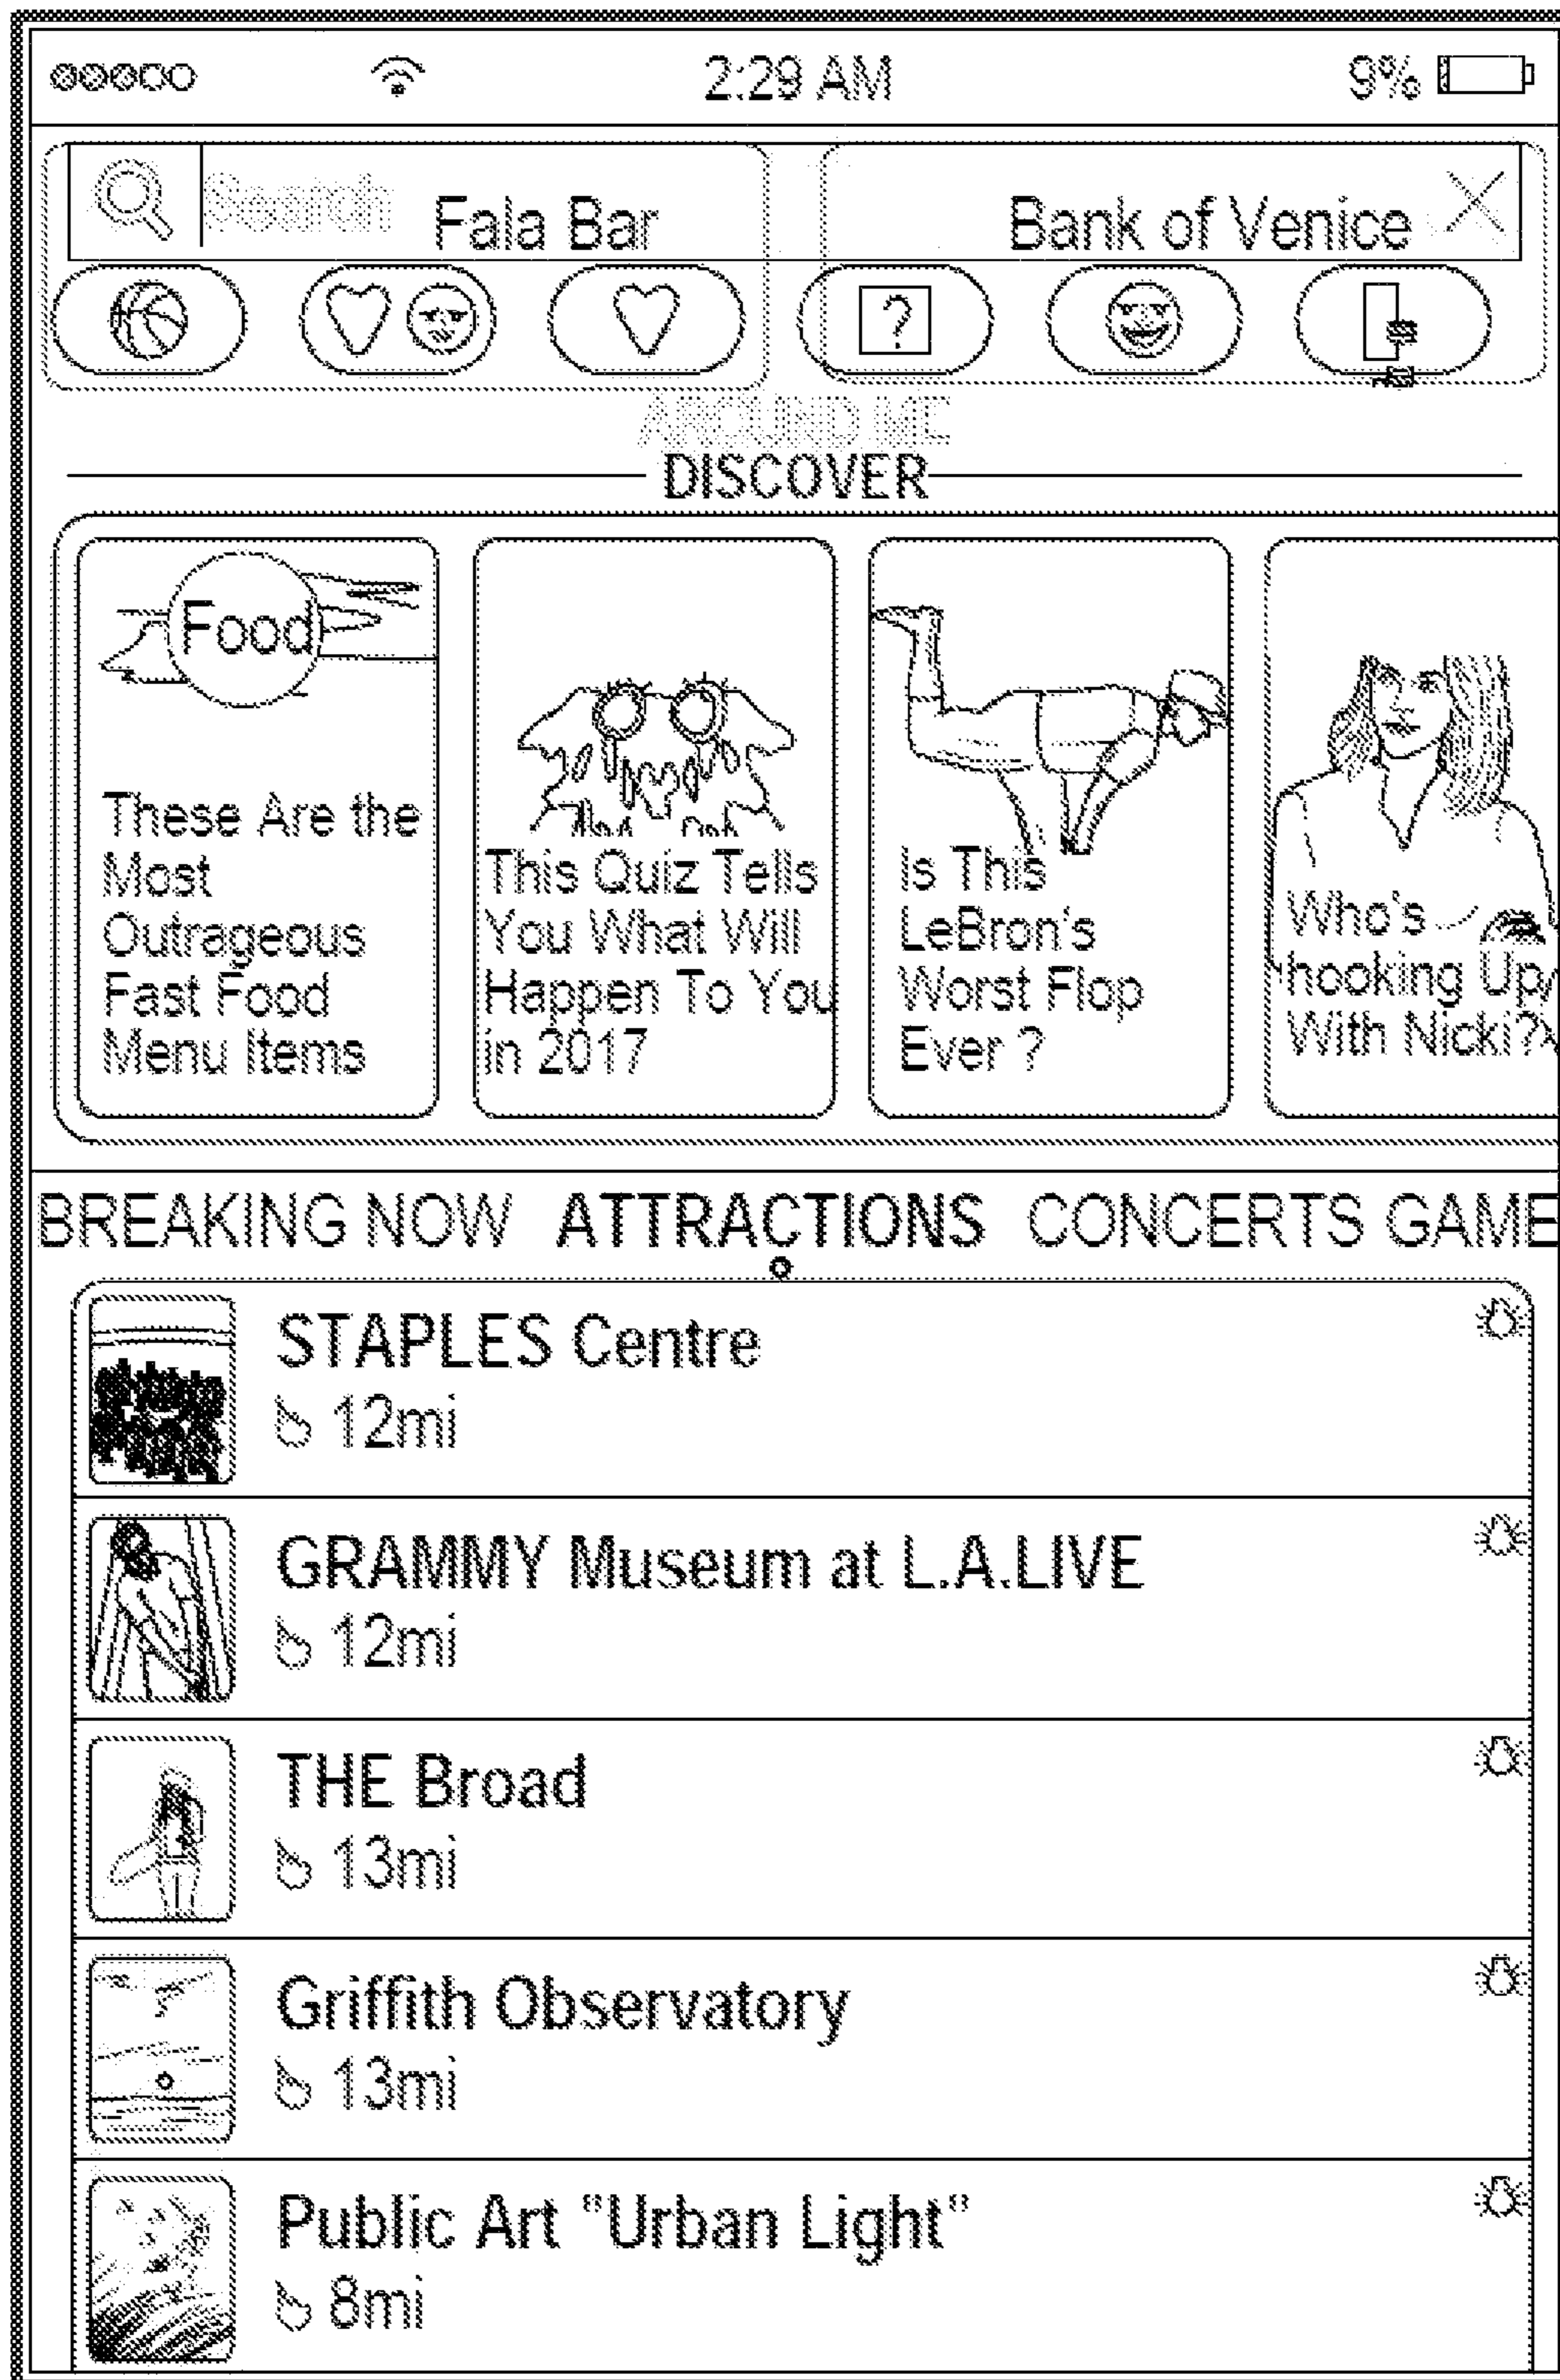 2:29 AM 9%
Search Fala Bar Bank of Venice
?
AROUND ME
DISCOVER
Food
These Are the
Most
Outrageous
Fast Food
Menu Items
This Quiz Tells
You What Will
Happen To You
in 2017
Is This
LeBron's
Worst Flop
Ever ?
Who's
hooking Up
With Nicki?
BREAKING NOW ATTRACTIONS CONCERTS GAME
STAPLES Centre
12mi
GRAMMY Museum at L.A.LIVE
12mi
THE Broad
13mi
Griffith Observatory
13mi
Public Art "Urban Light"
8mi